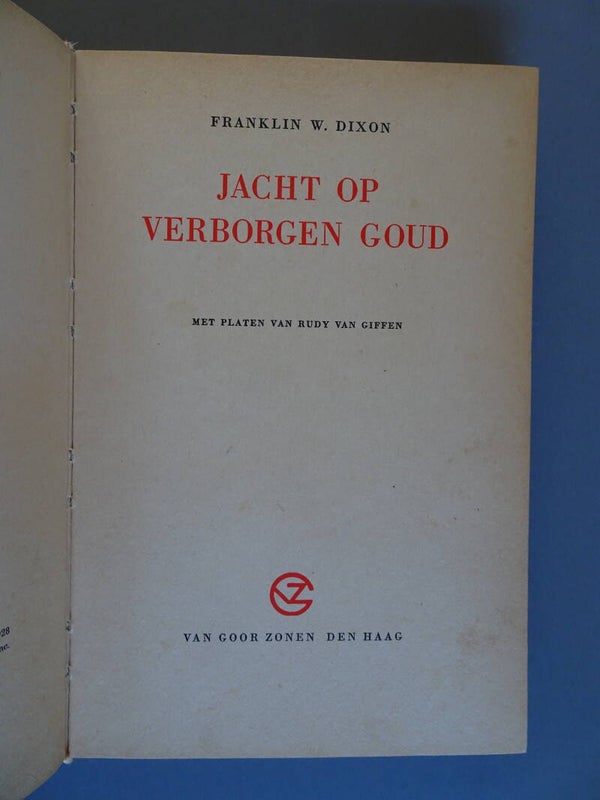 FRANKLIN W. DIXON
JACHT OP
VERBORGEN GOUD
MET PLATEN VAN RUDY VAN GIFFEN
VAN GOOR ZONEN DEN HAAG